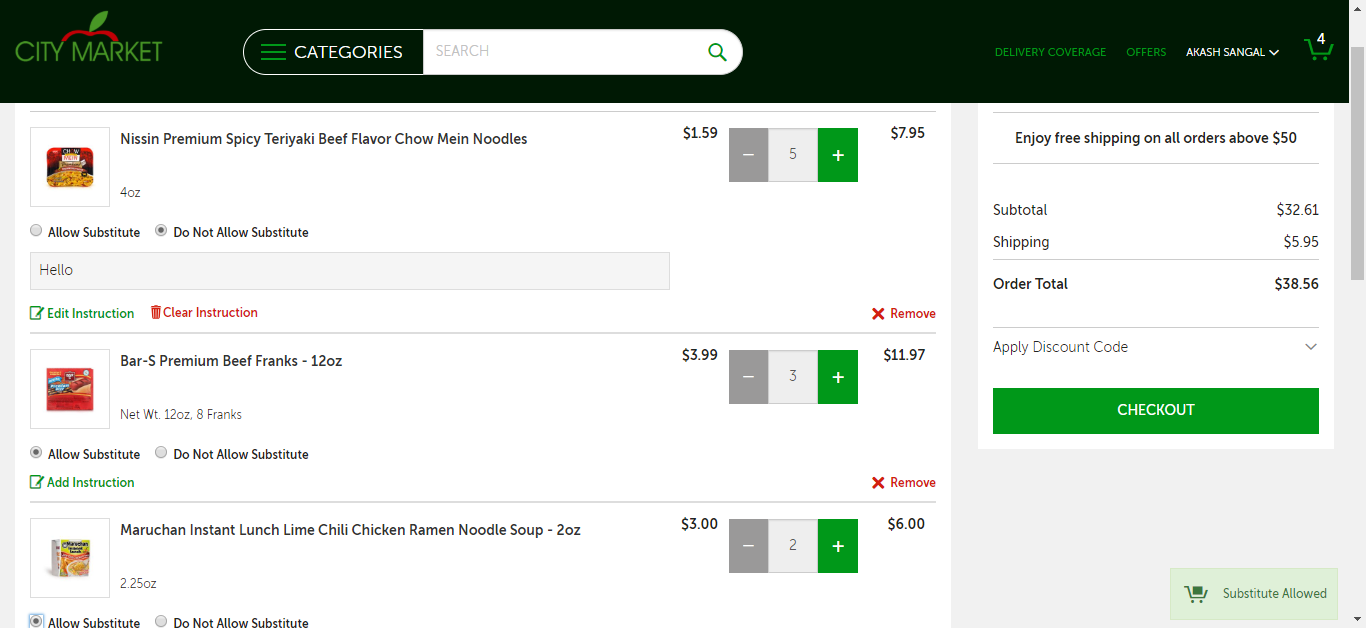 CITY MARKET
CATEGORIES
SEARCH
DELIVERY COVERAGE
OFFERS
AKASH SANGAL
4
Nissin Premium Spicy Teriyaki Beef Flavor Chow Mein Noodles
$1.59
− 5 +
$7.95
4oz
Allow Substitute
Do Not Allow Substitute
Hello
Edit Instruction
Clear Instruction
Remove
Bar-S Premium Beef Franks - 12oz
$3.99
− 3 +
$11.97
Net Wt. 12oz, 8 Franks
Allow Substitute
Do Not Allow Substitute
Add Instruction
Remove
Maruchan Instant Lunch Lime Chili Chicken Ramen Noodle Soup - 2oz
$3.00
− 2 +
$6.00
2.25oz
Allow Substitute
Do Not Allow Substitute
Enjoy free shipping on all orders above $50
Subtotal $32.61
Shipping $5.95
Order Total $38.56
Apply Discount Code
CHECKOUT
Substitute Allowed